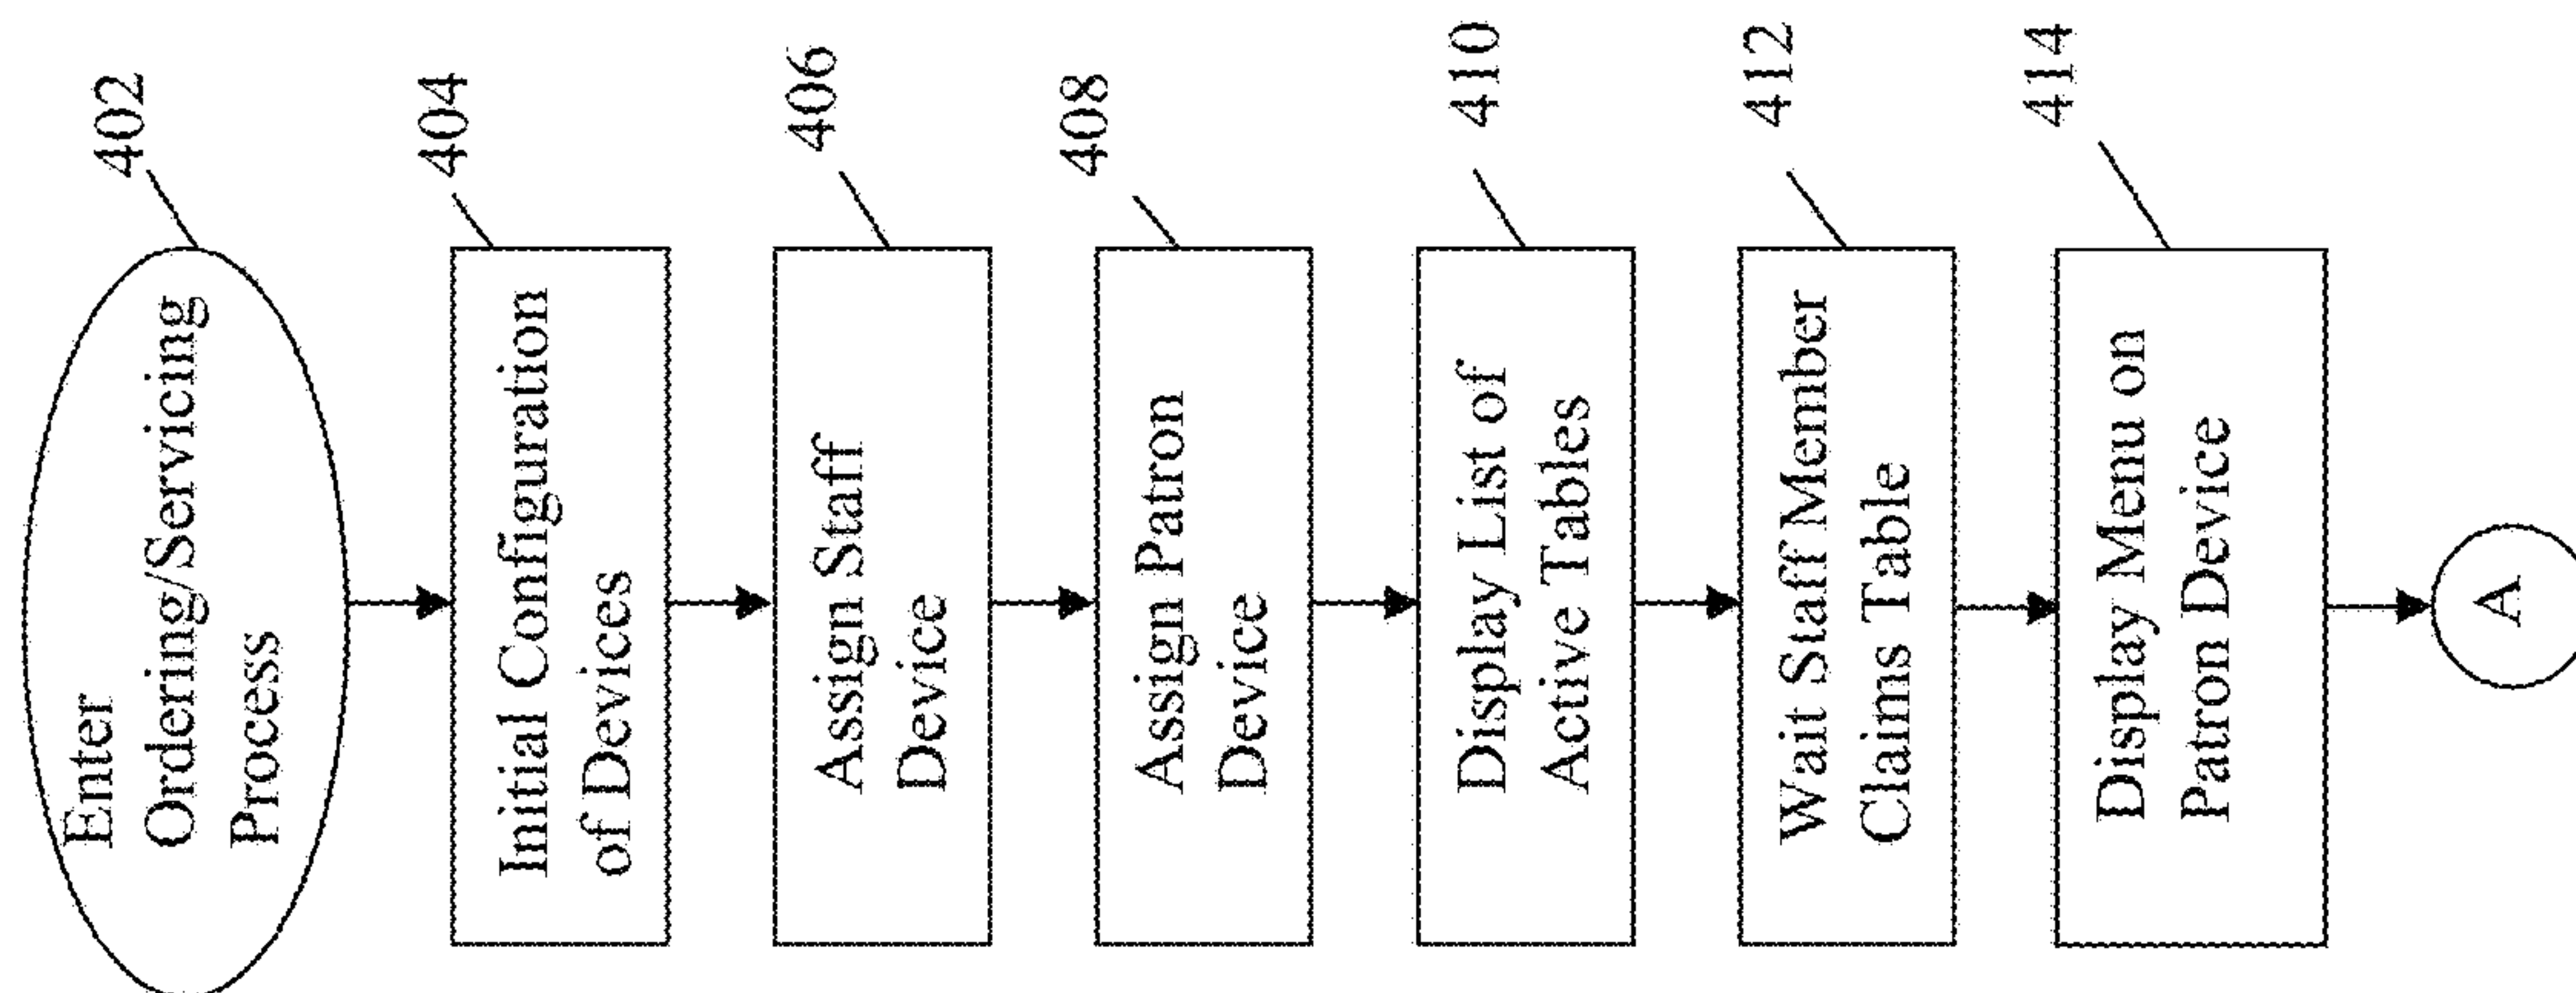 402
Enter
Ordering/Servicing
Process
404
Initial Configuration
of Devices
406
Assign Staff
Device
408
Assign Patron
Device
410
Display List of
Active Tables
412
Wait Staff Member
Claims Table
414
Display Menu on
Patron Device
A